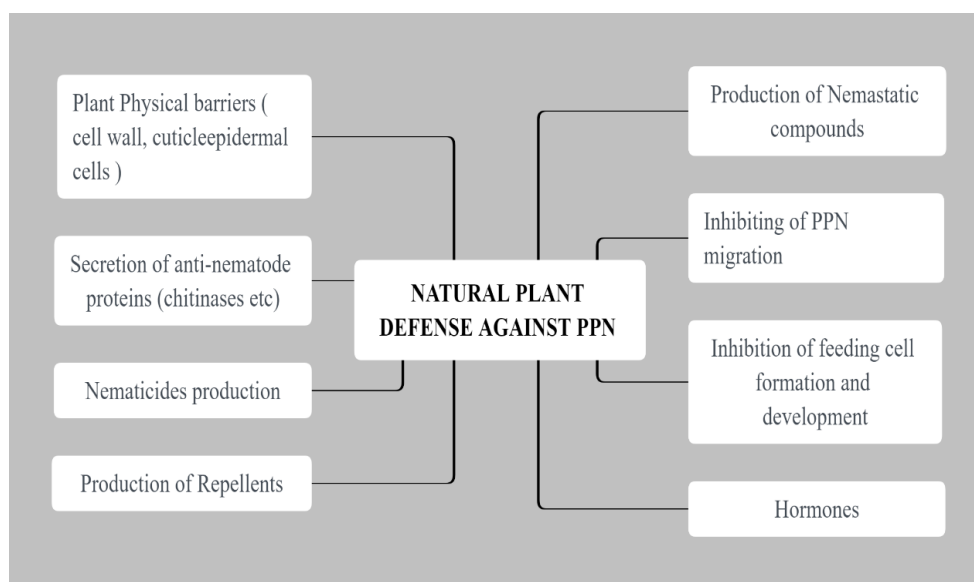 Plant Physical barriers (
cell wall, cuticleepidermal
cells )
Secretion of anti-nematode
proteins (chitinases etc)
Nematicides production
Production of Repellents
NATURAL PLANT
DEFENSE AGAINST PPN
Production of Nemastatic
compounds
Inhibiting of PPN
migration
Inhibition of feeding cell
formation and
development
Hormones